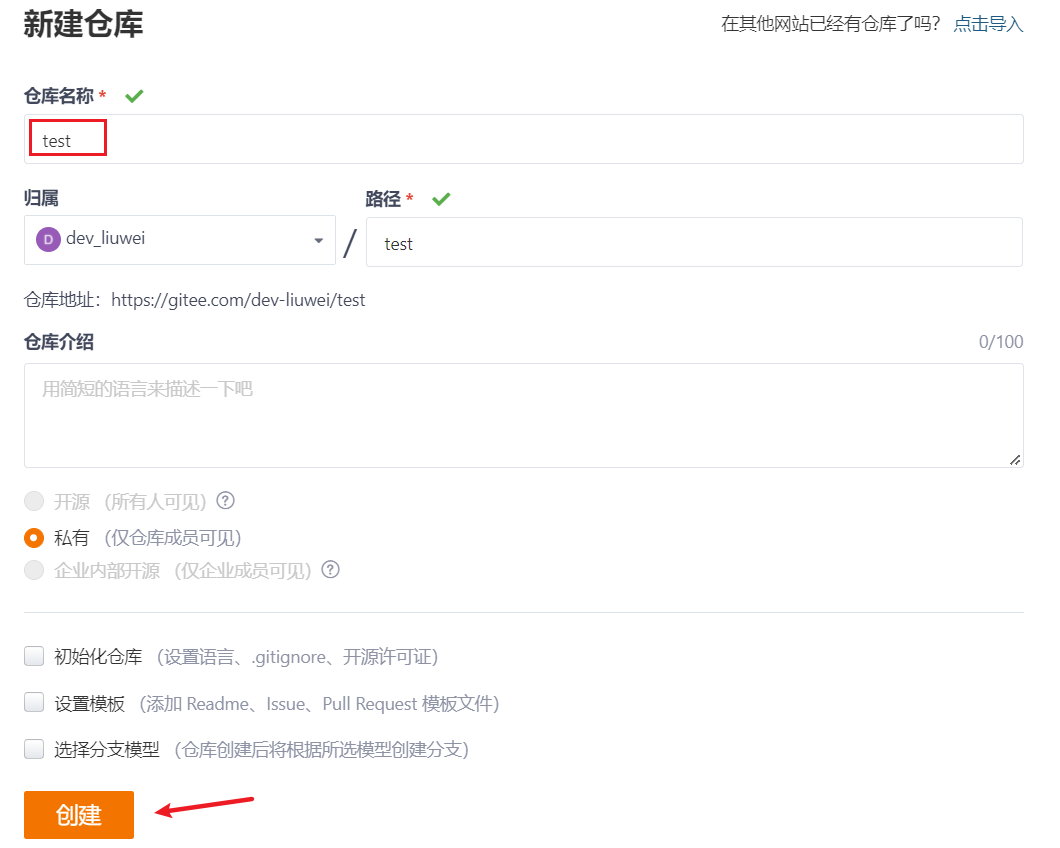 新建仓库 在其他网站已经有仓库了吗？ 点击导入
仓库名称 *
test
归属 路径 *
D dev_liuwei / test
仓库地址：https://gitee.com/dev-liuwei/test
仓库介绍 0/100
用简短的语言来描述一下吧
开源 （所有人可见） ?
私有 （仅仓库成员可见）
企业内部开源 （仅企业成员可见） ?
初始化仓库 （设置语言、.gitignore、开源许可证）
设置模板 （添加 Readme、Issue、Pull Request 模板文件）
选择分支模型 （仓库创建后将根据所选模型创建分支）
创建